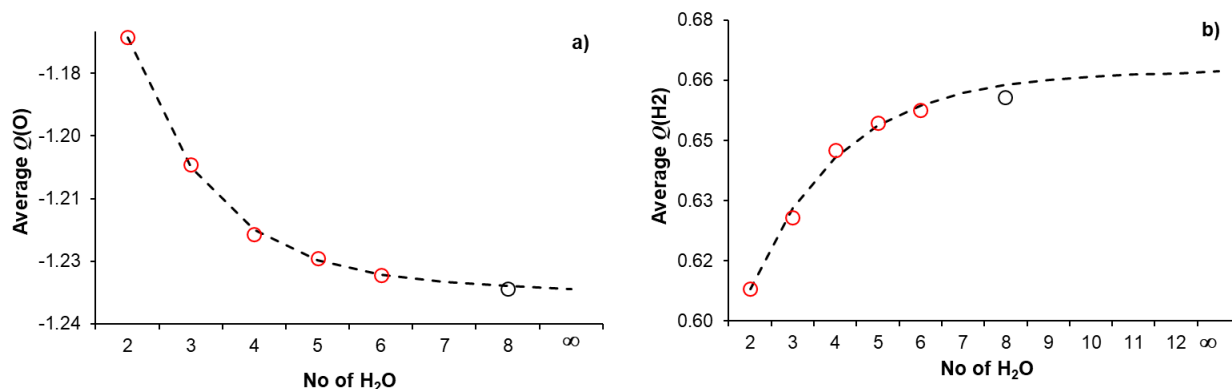 a)
Average Q(O)
-1.18
-1.20
-1.21
-1.23
-1.24
2 3 4 5 6 7 8 ∞
No of H₂O
b)
Average Q(H2)
0.68
0.66
0.65
0.63
0.62
0.60
2 3 4 5 6 7 8 9 10 11 12 ∞
No of H₂O